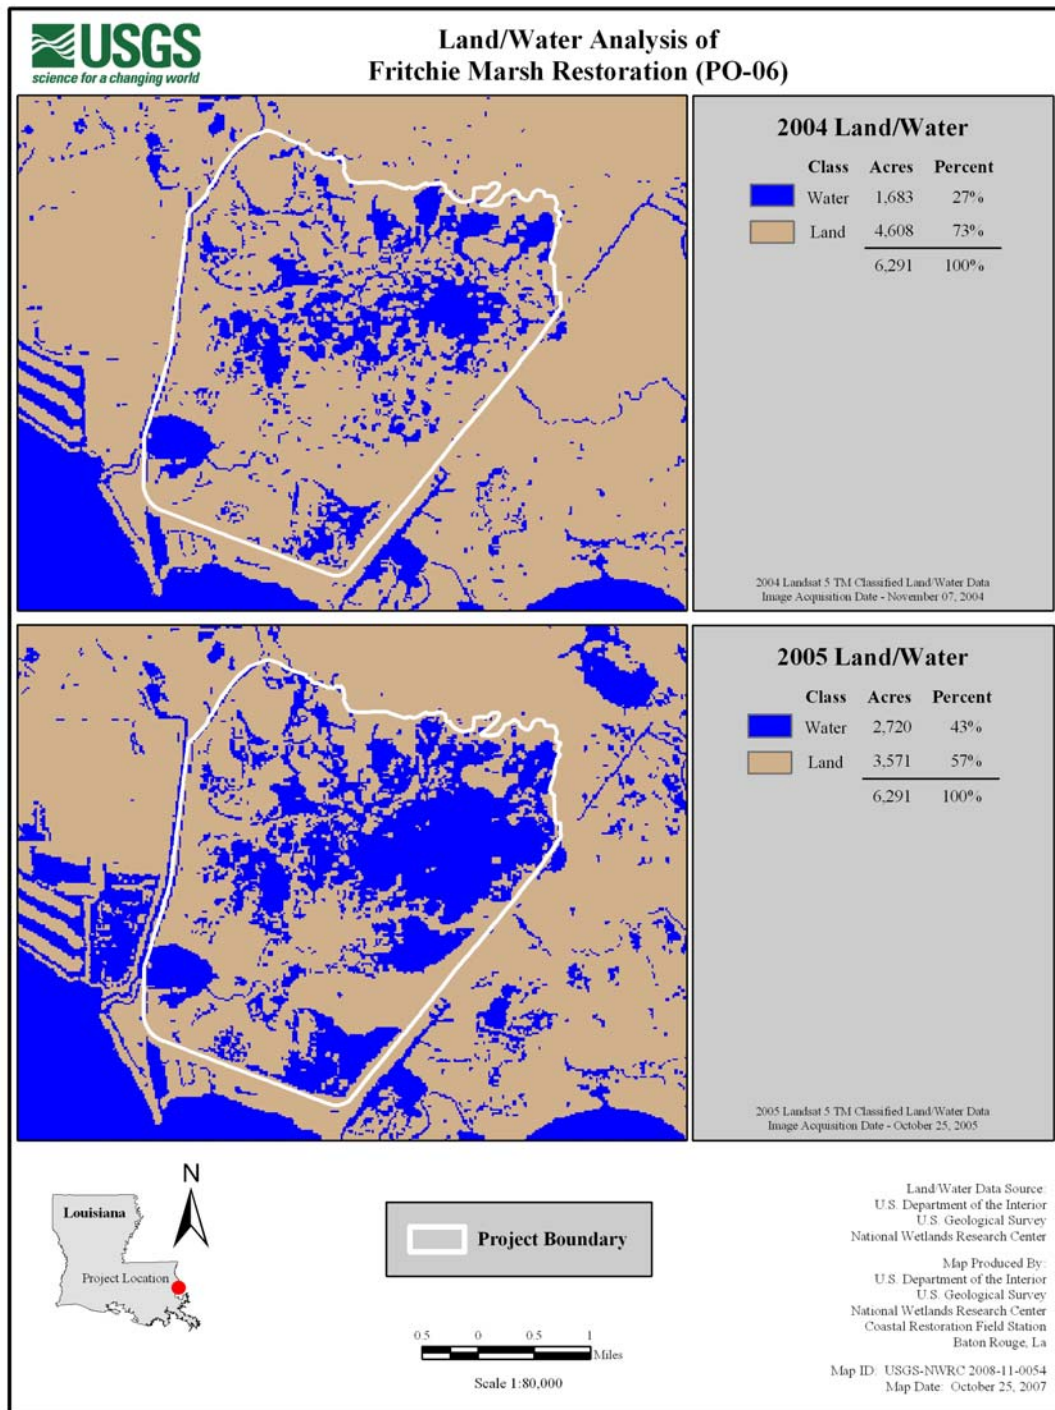 USGS
science for a changing world
Land/Water Analysis of
Fritchie Marsh Restoration (PO-06)
2004 Land/Water
Class Acres Percent
Water 1,683 27%
Land 4,608 73%
6,291 100%
2004 Landsat 5 TM Classified Land/Water Data
Image Acquisition Date - November 07, 2004
2005 Land/Water
Class Acres Percent
Water 2,720 43%
Land 3,571 57%
6,291 100%
2005 Landsat 5 TM Classified Land/Water Data
Image Acquisition Date - October 25, 2005
N
Louisiana
Project Location
Project Boundary
0.5 0 0.5 1
Miles
Scale 1:80,000
Land/Water Data Source:
U.S. Department of the Interior
U.S. Geological Survey
National Wetlands Research Center
Map Produced By:
U.S. Department of the Interior
U.S. Geological Survey
National Wetlands Research Center
Coastal Restoration Field Station
Baton Rouge, La
Map ID: USGS-NWRC 2008-11-0054
Map Date: October 25, 2007